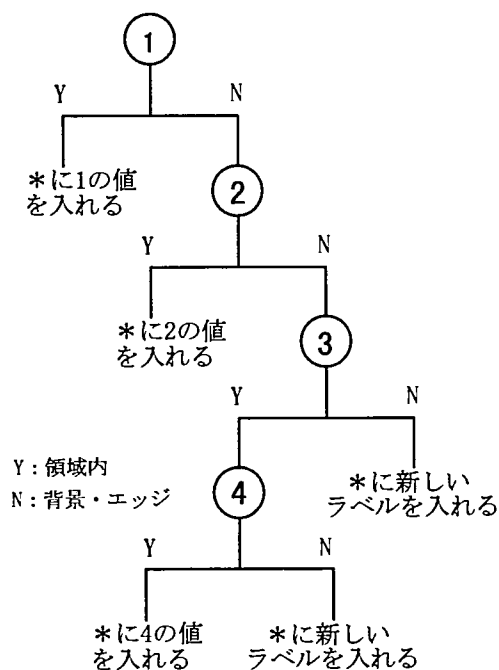 1
Y N
*に1の値
を入れる
2
Y N
*に2の値
を入れる
3
Y N
Y:領域内
N:背景・エッジ
4
*に新しい
ラベルを入れる
Y N
*に4の値
を入れる
*に新しい
ラベルを入れる